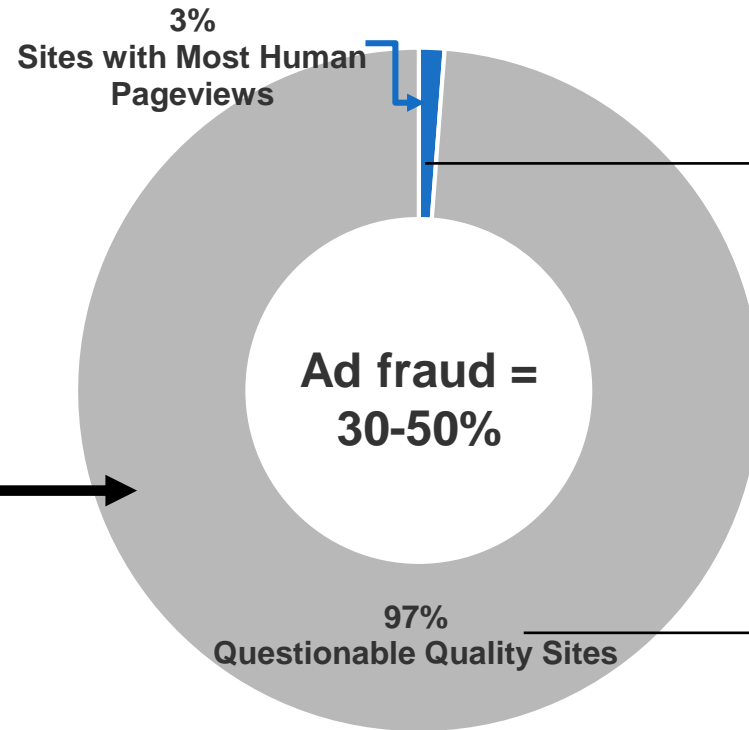 3%
Sites with Most Human
Pageviews
Ad fraud =
30-50%
97%
Questionable Quality Sites